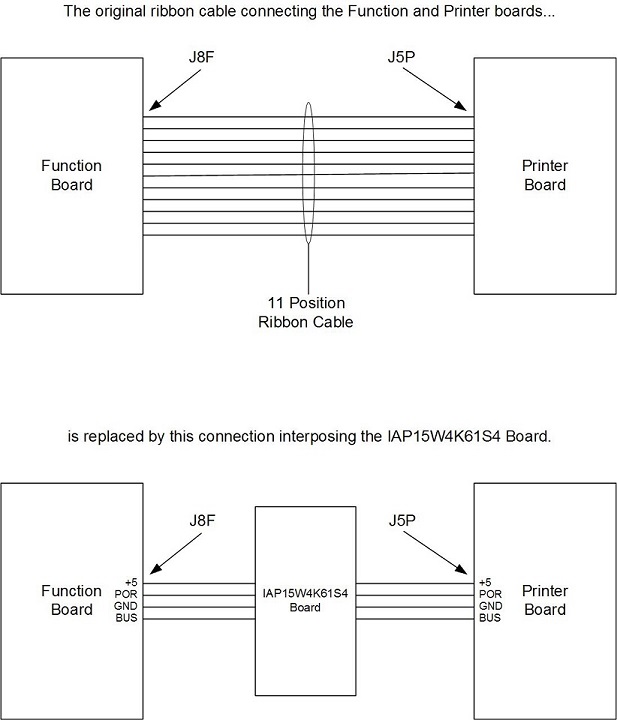 The original ribbon cable connecting the Function and Printer boards...
J8F
J5P
Function
Board
Printer
Board
11 Position
Ribbon Cable
is replaced by this connection interposing the IAP15W4K61S4 Board.
J8F
J5P
Function
Board
+5
POR
GND
BUS
IAP15W4K61S4
Board
+5
POR
GND
BUS
Printer
Board